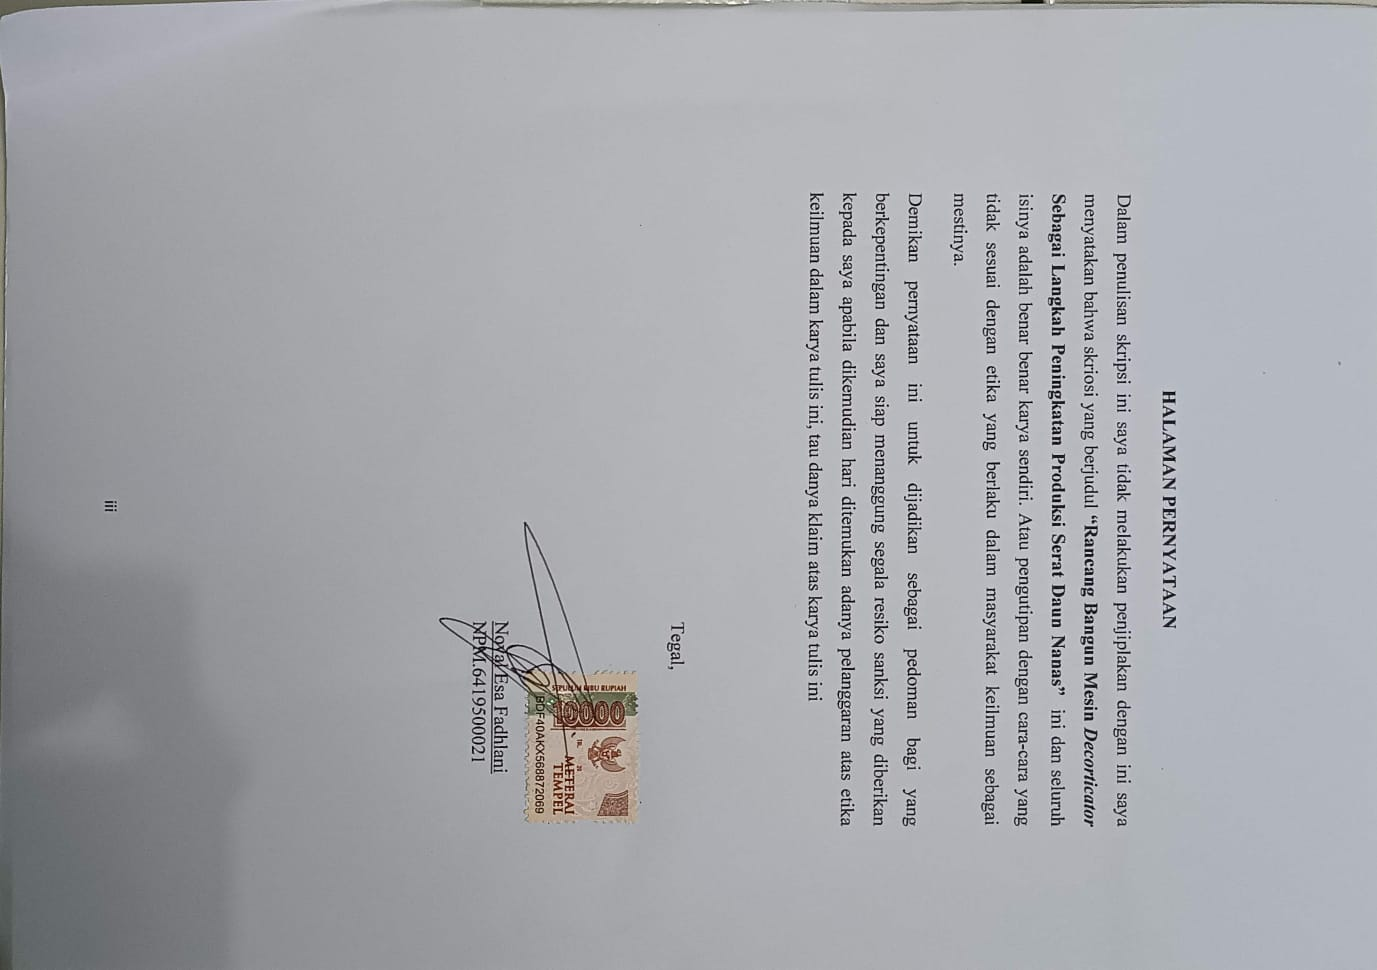 HALAMAN PERNYATAAN
Dalam penulisan skripsi ini saya tidak melakukan penjiplakan dengan ini saya
menyatakan bahwa skriosi yang berjudul “Rancang Bangun Mesin Decorticator
Sebagai Langkah Peningkatan Produksi Serat Daun Nanas” ini dan seluruh
isinya adalah benar benar karya sendiri. Atau pengutipan dengan cara-cara yang
tidak sesuai dengan etika yang berlaku dalam masyarakat keilmuan sebagai
mestinya.
Demikan pernyataan ini untuk dijadikan sebagai pedoman bagi yang
berkepentingan dan saya siap menanggung segala resiko sanksi yang diberikan
kepada saya apabila dikemudian hari ditemukan adanya pelanggaran atas etika
keilmuan dalam karya tulis ini, tau danya klaim atas karya tulis ini
Tegal,
SEPULUH RIBU RUPIAH
10000
METERAI
TEMPEL
BDF40AKX568872069
Noval Esa Fadhlani
NPM.6419500021
iii